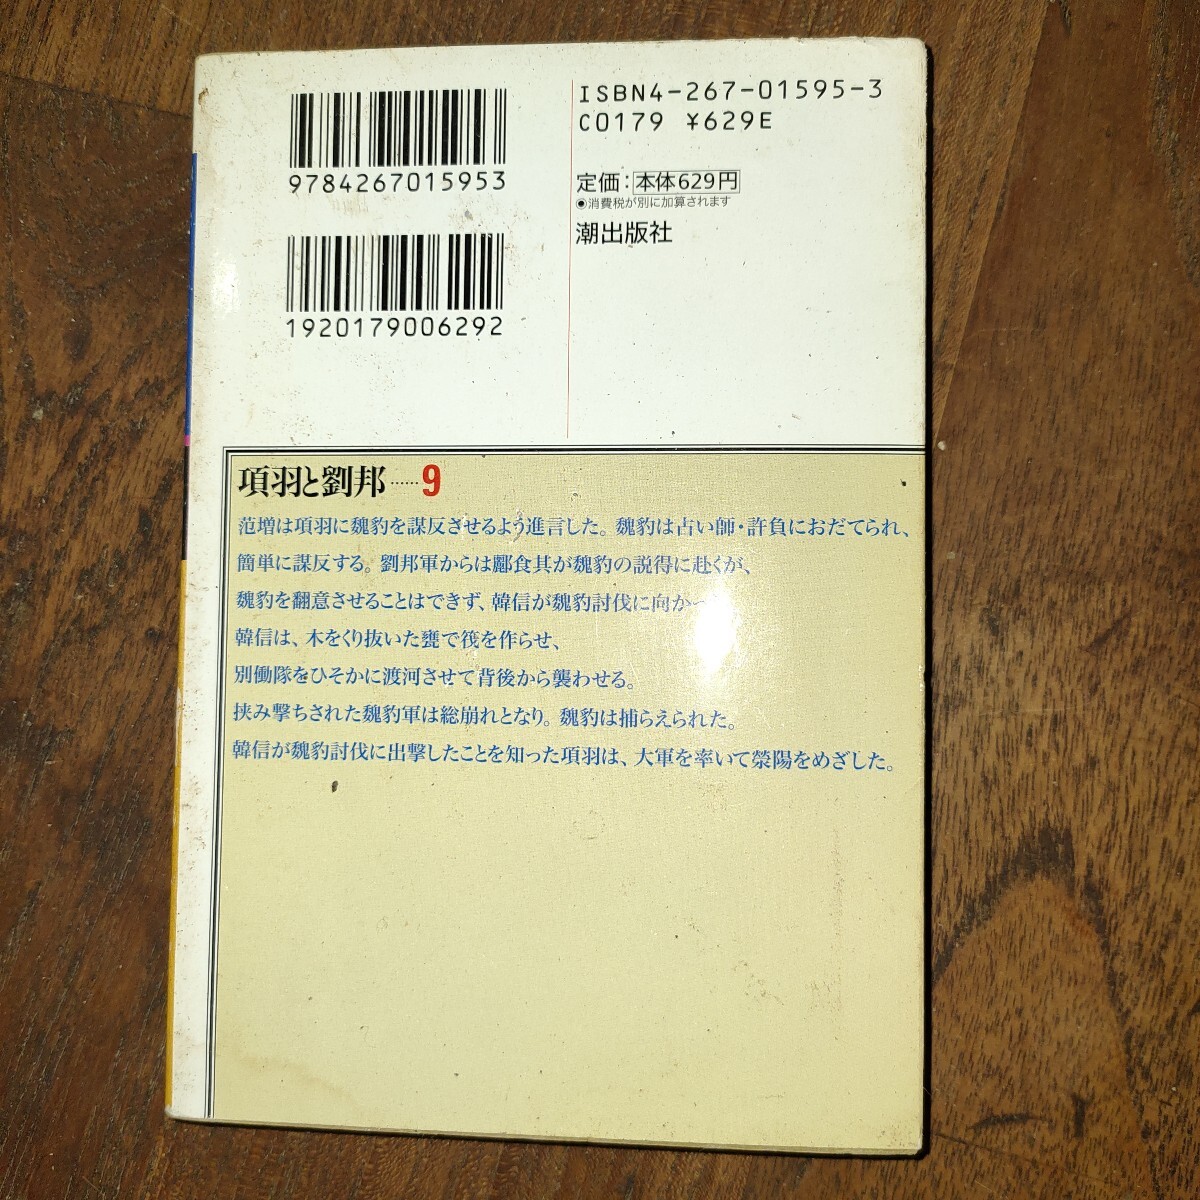 ISBN4-267-01595-3
C0179 ¥629E
9784267015953
定価：本体629円
◉消費税が別に加算されます
潮出版社
1920179006292
項羽と劉邦……9
范増は項羽に魏豹を謀反させるよう進言した。魏豹は占い師・許負におだてられ、
簡単に謀反する。劉邦軍からは酈食其が魏豹の説得に赴くが、
魏豹を翻意させることはできず、韓信が魏豹討伐に向かっ
韓信は、木をくり抜いた甕で筏を作らせ、
別働隊をひそかに渡河させて背後から襲わせる。
挟み撃ちされた魏豹軍は総崩れとなり。魏豹は捕らえられた。
韓信が魏豹討伐に出撃したことを知った項羽は、大軍を率いて滎陽をめざした。